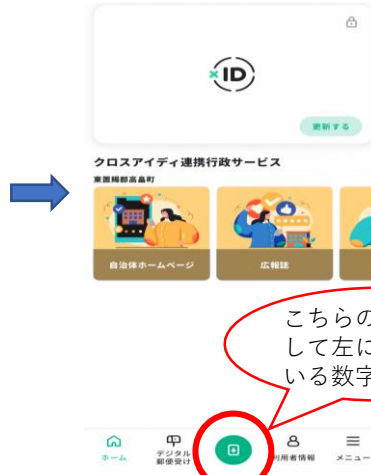 ×ID
更新する
クロスアイディ連携行政サービス
東置賜郡高畠町
自治体ホームページ
広報誌
こちらの
して左に
いる数字
ホーム
デジタル
郵便受け
利用者情報
メニュー